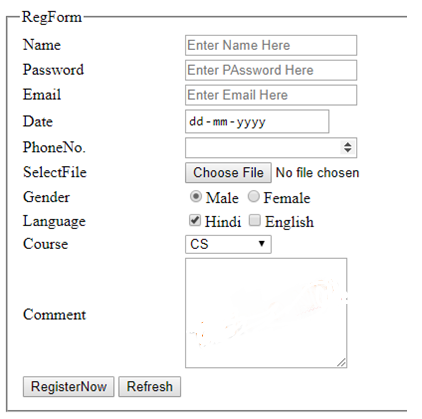 RegForm
Name Enter Name Here
Password Enter PAssword Here
Email Enter Email Here
Date dd-mm-yyyy
PhoneNo.
SelectFile Choose File No file chosen
Gender Male Female
Language Hindi English
Course CS
Comment
RegisterNow Refresh